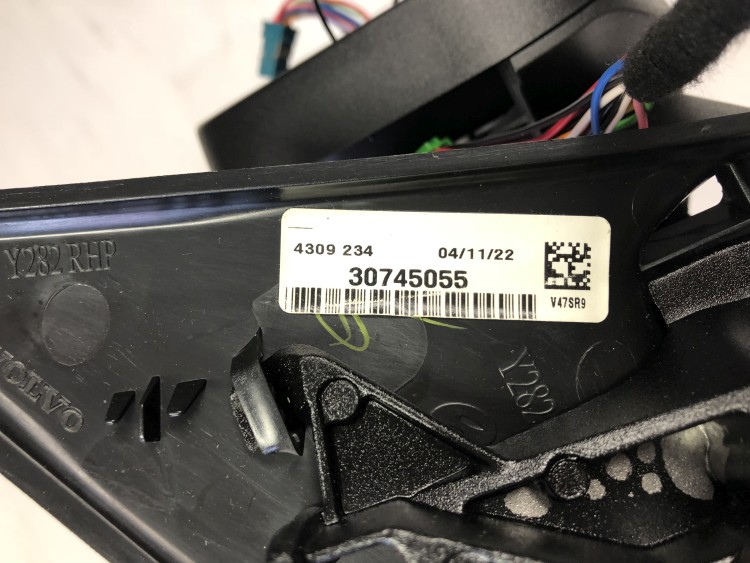 4309 234 04/11/22
30745055
V47SR9
Y282 RHP
VOLVO
Y282